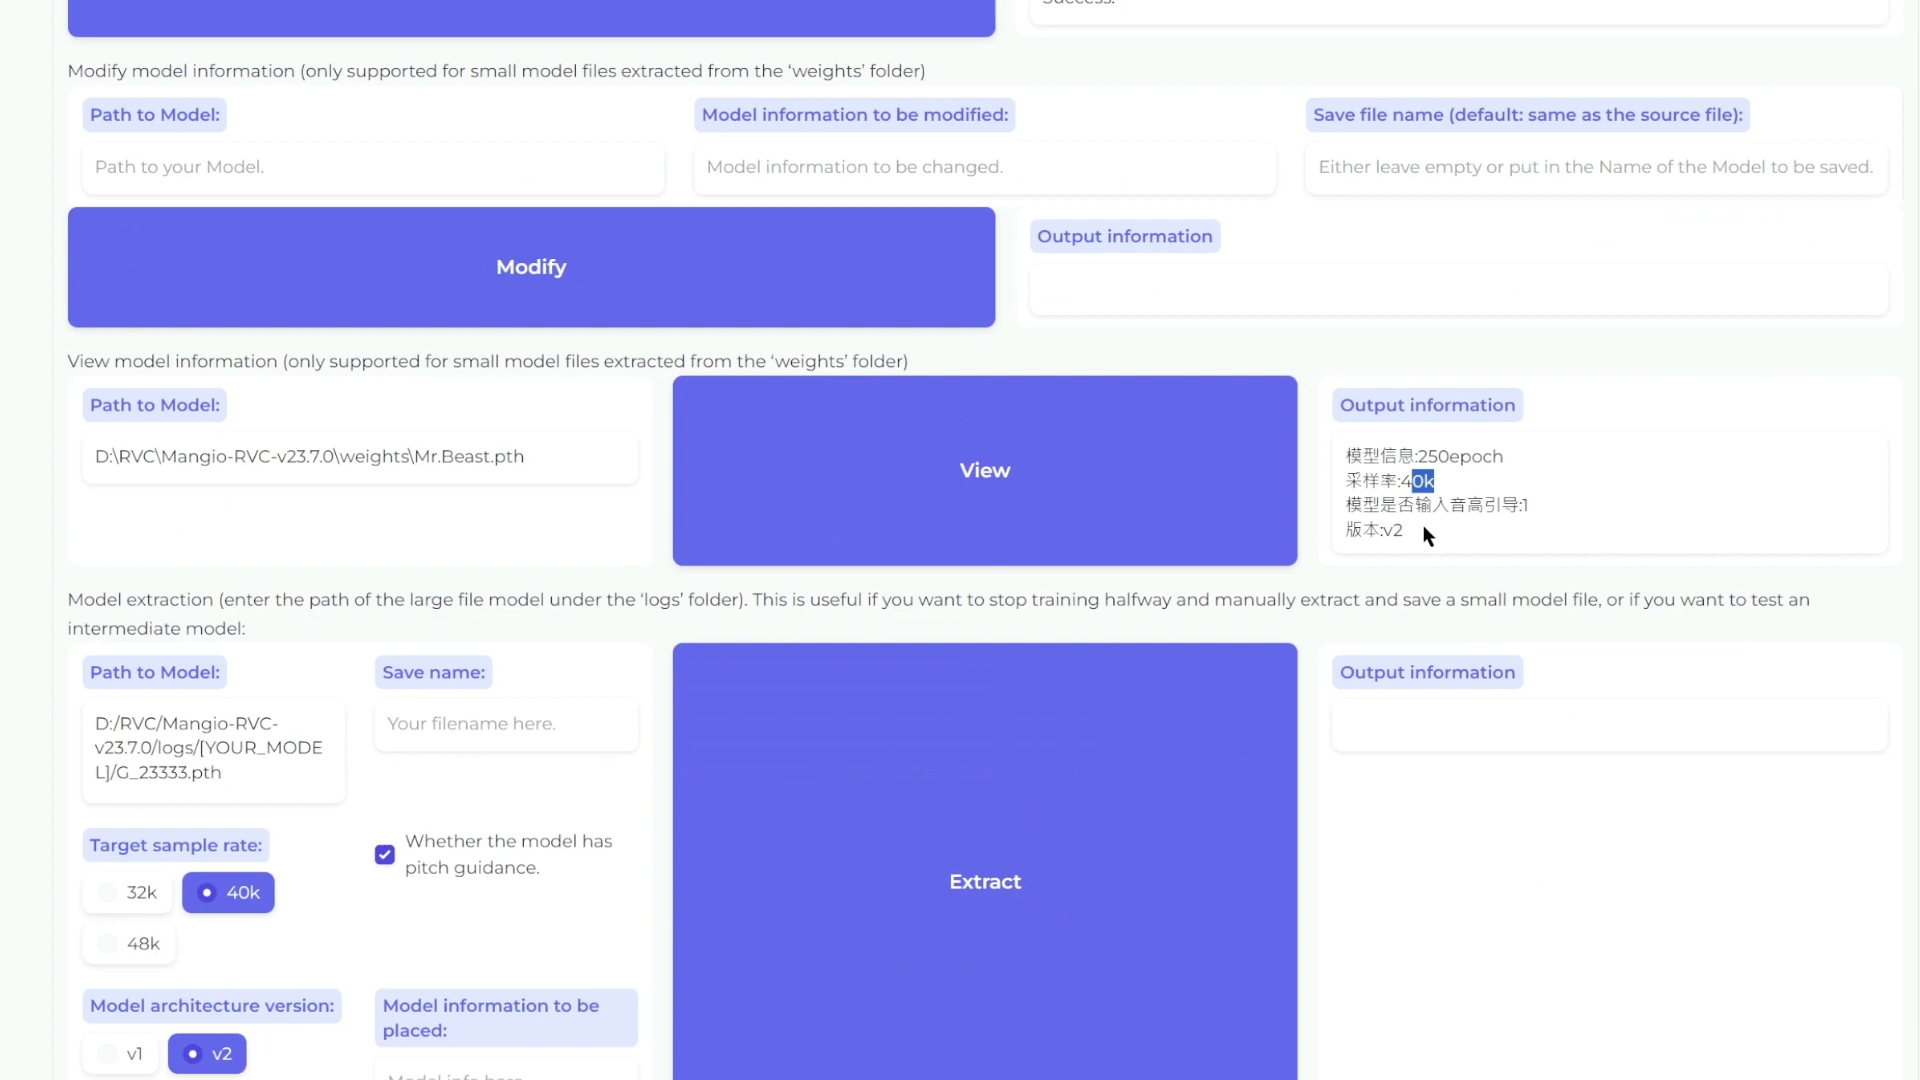 Success.
Modify model information (only supported for small model files extracted from the ‘weights’ folder)
Path to Model:
Model information to be modified:
Save file name (default: same as the source file):
Path to your Model.
Model information to be changed.
Either leave empty or put in the Name of the Model to be saved.
Modify
Output information
View model information (only supported for small model files extracted from the ‘weights’ folder)
Path to Model:
D:\RVC\Mangio-RVC-v23.7.0\weights\Mr.Beast.pth
View
Output information
模型信息:250epoch
采样率:40k
模型是否输入音高引导:1
版本:v2
Model extraction (enter the path of the large file model under the ‘logs’ folder). This is useful if you want to stop training halfway and manually extract and save a small model file, or if you want to test an
intermediate model:
Path to Model:
D:/RVC/Mangio-RVC-
v23.7.0/logs/[YOUR_MODE
L]/G_23333.pth
Save name:
Your filename here.
Target sample rate:
32k
40k
48k
Whether the model has
pitch guidance.
Model architecture version:
v1
v2
Model information to be
placed:
Model info here.
Extract
Output information